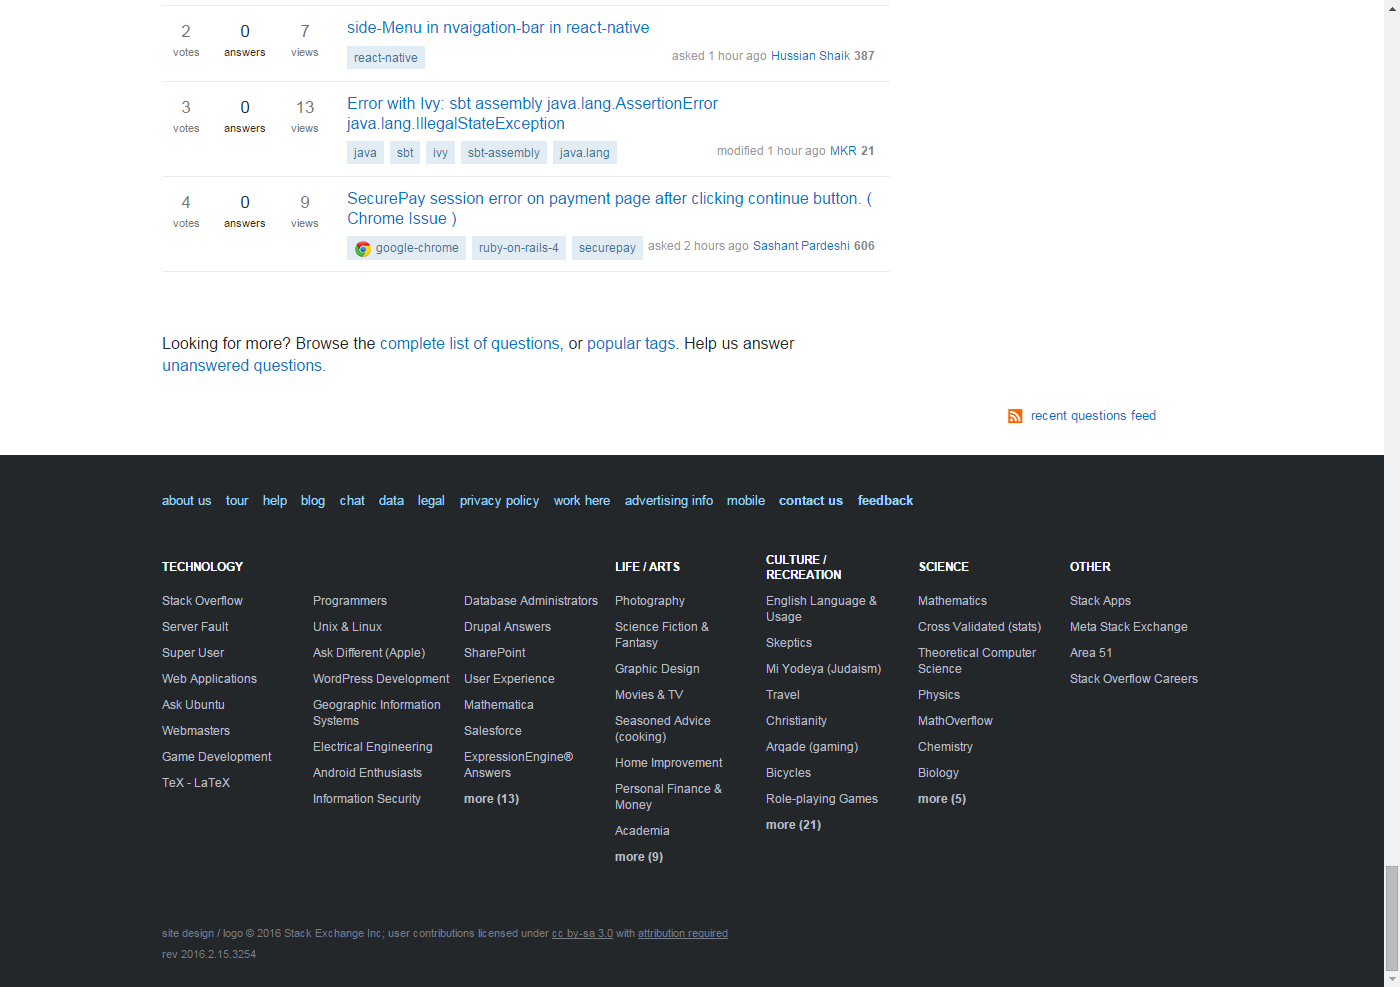 2 0 7 side-Menu in nvaigation-bar in react-native
votes answers views
react-native asked 1 hour ago Hussian Shaik 387
3 0 13 Error with Ivy: sbt assembly java.lang.AssertionError
votes answers views java.lang.IllegalStateException
java sbt ivy sbt-assembly java.lang modified 1 hour ago MKR 21
4 0 9 SecurePay session error on payment page after clicking continue button. (
votes answers views Chrome Issue )
google-chrome ruby-on-rails-4 securepay asked 2 hours ago Sashant Pardeshi 606
Looking for more? Browse the complete list of questions, or popular tags. Help us answer
unanswered questions.
recent questions feed
about us tour help blog chat data legal privacy policy work here advertising info mobile contact us feedback
TECHNOLOGY
Stack Overflow
Server Fault
Super User
Web Applications
Ask Ubuntu
Webmasters
Game Development
TeX - LaTeX
Programmers
Unix & Linux
Ask Different (Apple)
WordPress Development
Geographic Information
Systems
Electrical Engineering
Android Enthusiasts
Information Security
Database Administrators
Drupal Answers
SharePoint
User Experience
Mathematica
Salesforce
ExpressionEngine®
Answers
more (13)
LIFE / ARTS
Photography
Science Fiction &
Fantasy
Graphic Design
Movies & TV
Seasoned Advice
(cooking)
Home Improvement
Personal Finance &
Money
Academia
more (9)
CULTURE /
RECREATION
English Language &
Usage
Skeptics
Mi Yodeya (Judaism)
Travel
Christianity
Arqade (gaming)
Bicycles
Role-playing Games
more (21)
SCIENCE
Mathematics
Cross Validated (stats)
Theoretical Computer
Science
Physics
MathOverflow
Chemistry
Biology
more (5)
OTHER
Stack Apps
Meta Stack Exchange
Area 51
Stack Overflow Careers
site design / logo © 2016 Stack Exchange Inc; user contributions licensed under cc by-sa 3.0 with attribution required
rev 2016.2.15.3254